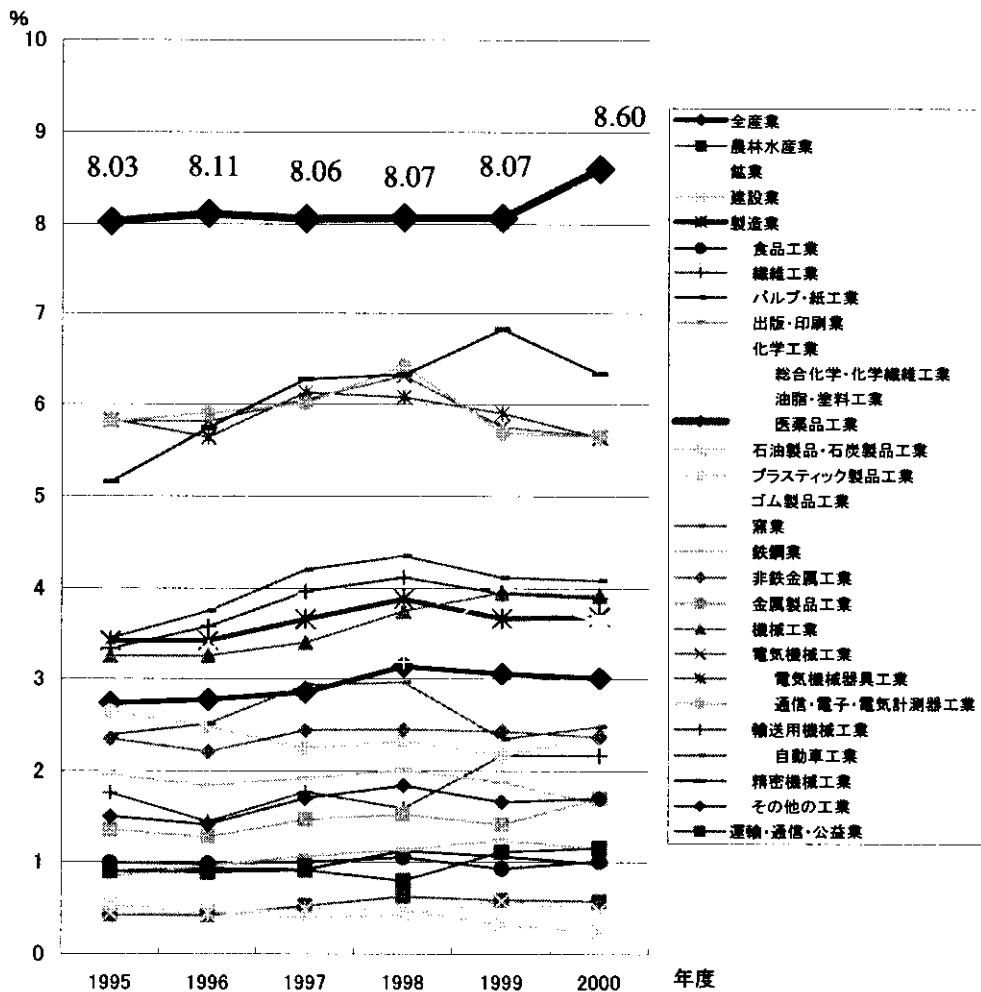 %
10
9
8
7
6
5
4
3
2
1
0
8.03
8.11
8.06
8.07
8.07
8.60
1995
1996
1997
1998
1999
2000
年度
全産業
農林水産業
鉱業
建設業
製造業
食品工業
繊維工業
パルプ・紙工業
出版・印刷業
化学工業
総合化学・化学繊維工業
油脂・塗料工業
医薬品工業
石油製品・石炭製品工業
プラスティック製品工業
ゴム製品工業
窯業
鉄鋼業
非鉄金属工業
金属製品工業
機械工業
電気機械工業
電気機械器具工業
通信・電子・電気計測器工業
輸送用機械工業
自動車工業
精密機械工業
その他の工業
運輸・通信・公益業